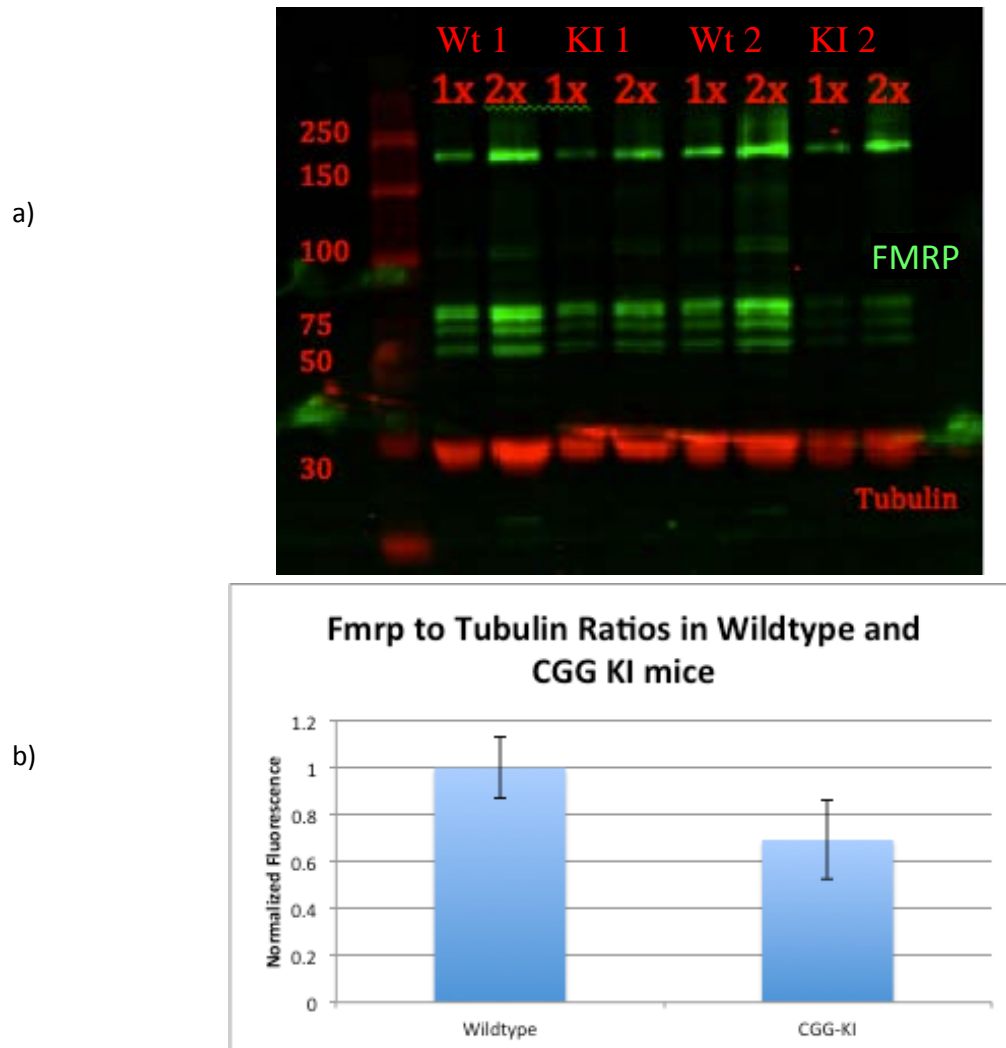 Wt 1 KI 1 Wt 2 KI 2
1x 2x 1x 2x 1x 2x 1x 2x
250
150
a)
100
FMRP
75
50
30
Tubulin
Fmrp to Tubulin Ratios in Wildtype and
CGG KI mice
b)
Normalized Fluorescence
1.2
1
0.8
0.6
0.4
0.2
0
Wildtype CGG-KI